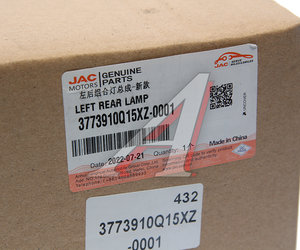 JAC MOTORS GENUINE PARTS
JAC
左后组合灯总成-新款
LEFT REAR LAMP
3773910Q15XZ-0001
Date: 2022-07-21 Quantity: 1个
Made in China
432
3773910Q15XZ
-0001